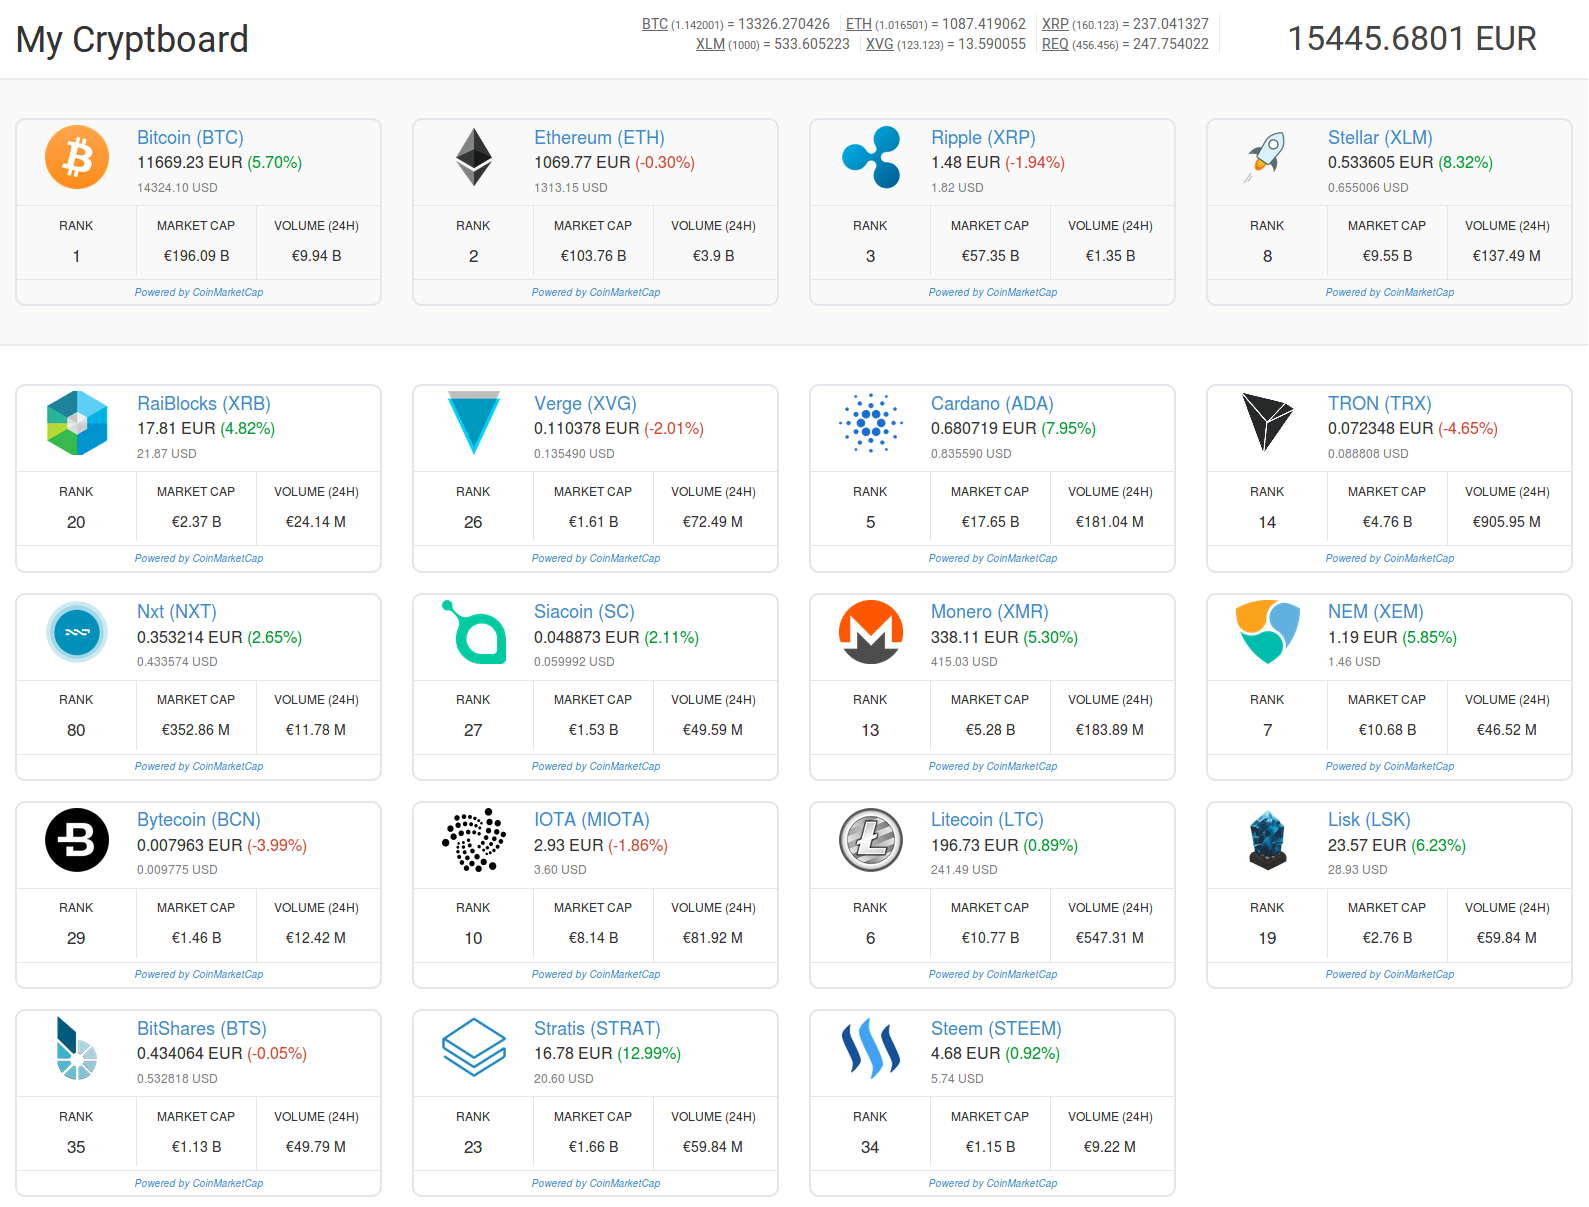 My Cryptboard
BTC (1.142001) = 13326.270426 ETH (1.016501) = 1087.419062 XRP (160.123) = 237.041327
XLM (1000) = 533.605223 XVG (123.123) = 13.590055 REQ (456.456) = 247.754022
15445.6801 EUR
Bitcoin (BTC)
11669.23 EUR (5.70%)
14324.10 USD
RANK MARKET CAP VOLUME (24H)
1 €196.09 B €9.94 B
Powered by CoinMarketCap
Ethereum (ETH)
1069.77 EUR (-0.30%)
1313.15 USD
RANK MARKET CAP VOLUME (24H)
2 €103.76 B €3.9 B
Powered by CoinMarketCap
Ripple (XRP)
1.48 EUR (-1.94%)
1.82 USD
RANK MARKET CAP VOLUME (24H)
3 €57.35 B €1.35 B
Powered by CoinMarketCap
Stellar (XLM)
0.533605 EUR (8.32%)
0.655006 USD
RANK MARKET CAP VOLUME (24H)
8 €9.55 B €137.49 M
Powered by CoinMarketCap
RaiBlocks (XRB)
17.81 EUR (4.82%)
21.87 USD
RANK MARKET CAP VOLUME (24H)
20 €2.37 B €24.14 M
Powered by CoinMarketCap
Verge (XVG)
0.110378 EUR (-2.01%)
0.135490 USD
RANK MARKET CAP VOLUME (24H)
26 €1.61 B €72.49 M
Powered by CoinMarketCap
Cardano (ADA)
0.680719 EUR (7.95%)
0.835590 USD
RANK MARKET CAP VOLUME (24H)
5 €17.65 B €181.04 M
Powered by CoinMarketCap
TRON (TRX)
0.072348 EUR (-4.65%)
0.088808 USD
RANK MARKET CAP VOLUME (24H)
14 €4.76 B €905.95 M
Powered by CoinMarketCap
Nxt (NXT)
0.353214 EUR (2.65%)
0.433574 USD
RANK MARKET CAP VOLUME (24H)
80 €352.86 M €11.78 M
Powered by CoinMarketCap
Siacoin (SC)
0.048873 EUR (2.11%)
0.059992 USD
RANK MARKET CAP VOLUME (24H)
27 €1.53 B €49.59 M
Powered by CoinMarketCap
Monero (XMR)
338.11 EUR (5.30%)
415.03 USD
RANK MARKET CAP VOLUME (24H)
13 €5.28 B €183.89 M
Powered by CoinMarketCap
NEM (XEM)
1.19 EUR (5.85%)
1.46 USD
RANK MARKET CAP VOLUME (24H)
7 €10.68 B €46.52 M
Powered by CoinMarketCap
Bytecoin (BCN)
0.007963 EUR (-3.99%)
0.009775 USD
RANK MARKET CAP VOLUME (24H)
29 €1.46 B €12.42 M
Powered by CoinMarketCap
IOTA (MIOTA)
2.93 EUR (-1.86%)
3.60 USD
RANK MARKET CAP VOLUME (24H)
10 €8.14 B €81.92 M
Powered by CoinMarketCap
Litecoin (LTC)
196.73 EUR (0.89%)
241.49 USD
RANK MARKET CAP VOLUME (24H)
6 €10.77 B €547.31 M
Powered by CoinMarketCap
Lisk (LSK)
23.57 EUR (6.23%)
28.93 USD
RANK MARKET CAP VOLUME (24H)
19 €2.76 B €59.84 M
Powered by CoinMarketCap
BitShares (BTS)
0.434064 EUR (-0.05%)
0.532818 USD
RANK MARKET CAP VOLUME (24H)
35 €1.13 B €49.79 M
Powered by CoinMarketCap
Stratis (STRAT)
16.78 EUR (12.99%)
20.60 USD
RANK MARKET CAP VOLUME (24H)
23 €1.66 B €59.84 M
Powered by CoinMarketCap
Steem (STEEM)
4.68 EUR (0.92%)
5.74 USD
RANK MARKET CAP VOLUME (24H)
34 €1.15 B €9.22 M
Powered by CoinMarketCap